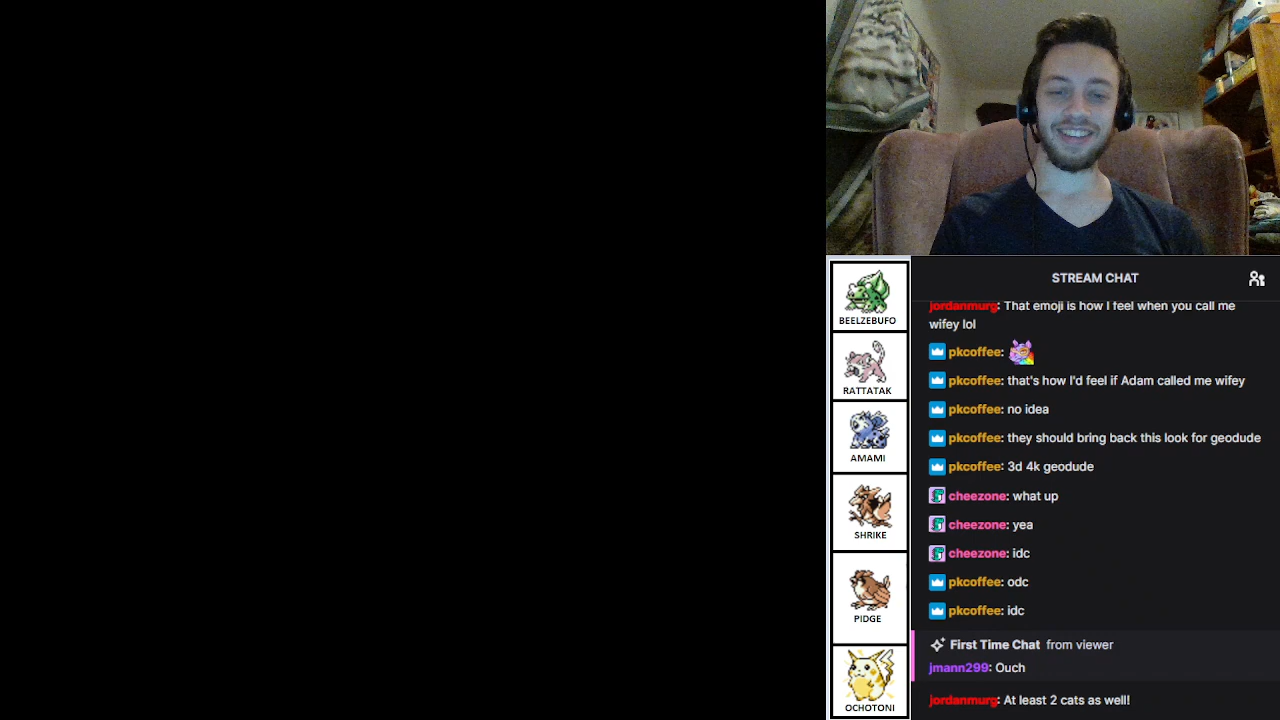 BEELZEBUFO
RATTATAK
AMAMI
SHRIKE
PIDGE
OCHOTONI
STREAM CHAT
jordanmurg: That emoji is how I feel when you call me
wifey lol
pkcoffee:
pkcoffee: that's how I'd feel if Adam called me wifey
pkcoffee: no idea
pkcoffee: they should bring back this look for geodude
pkcoffee: 3d 4k geodude
cheezone: what up
cheezone: yea
cheezone: idc
pkcoffee: odc
pkcoffee: idc
First Time Chat from viewer
jmann299: Ouch
jordanmurg: At least 2 cats as well!